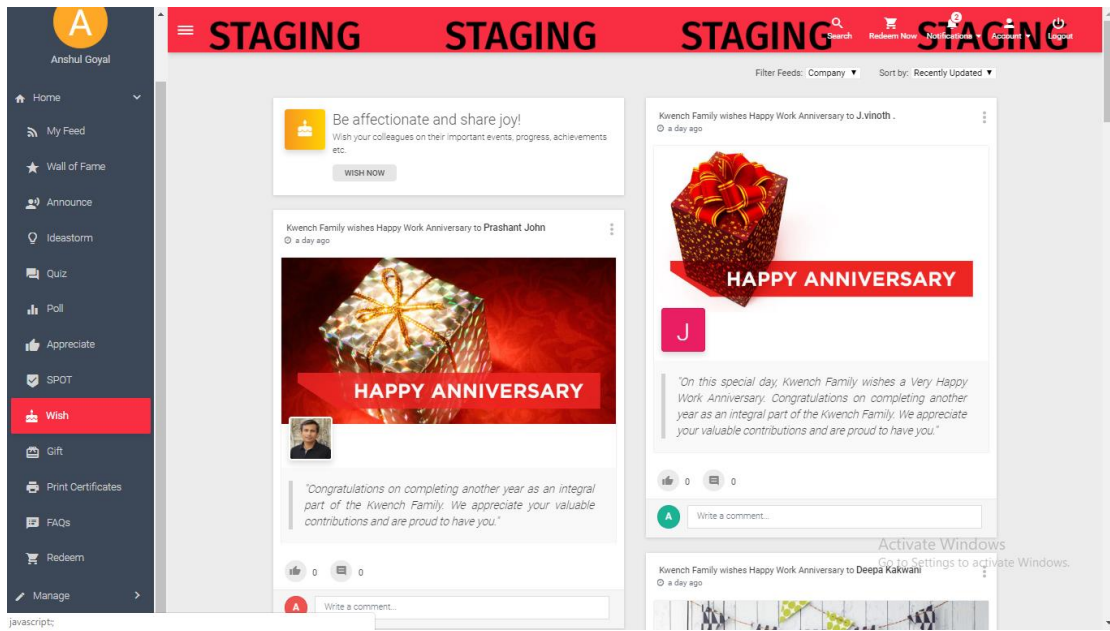 A
Anshul Goyal
Home
My Feed
Wall of Fame
Announce
Ideastorm
Quiz
Poll
Appreciate
SPOT
Wish
Gift
Print Certificates
FAQs
Redeem
Manage
javascript:;
STAGING STAGING STAGING STAGING
Search Redeem Now 2 Notifications Account Logout
Filter Feeds: Company Sort by: Recently Updated
Be affectionate and share joy!
Wish your colleagues on their important events, progress, achievements
etc.
WISH NOW
Kwench Family wishes Happy Work Anniversary to Prashant John
a day ago
HAPPY ANNIVERSARY
"Congratulations on completing another year as an integral
part of the Kwench Family. We appreciate your valuable
contributions and are proud to have you."
0 0
A Write a comment...
Kwench Family wishes Happy Work Anniversary to J.vinoth .
a day ago
HAPPY ANNIVERSARY
J
"On this special day, Kwench Family wishes a Very Happy
Work Anniversary. Congratulations on completing another
year as an integral part of the Kwench Family. We appreciate
your valuable contributions and are proud to have you."
0 0
A Write a comment...
Activate Windows
Go to Settings to activate Windows.
Kwench Family wishes Happy Work Anniversary to Deepa Kakwani
a day ago